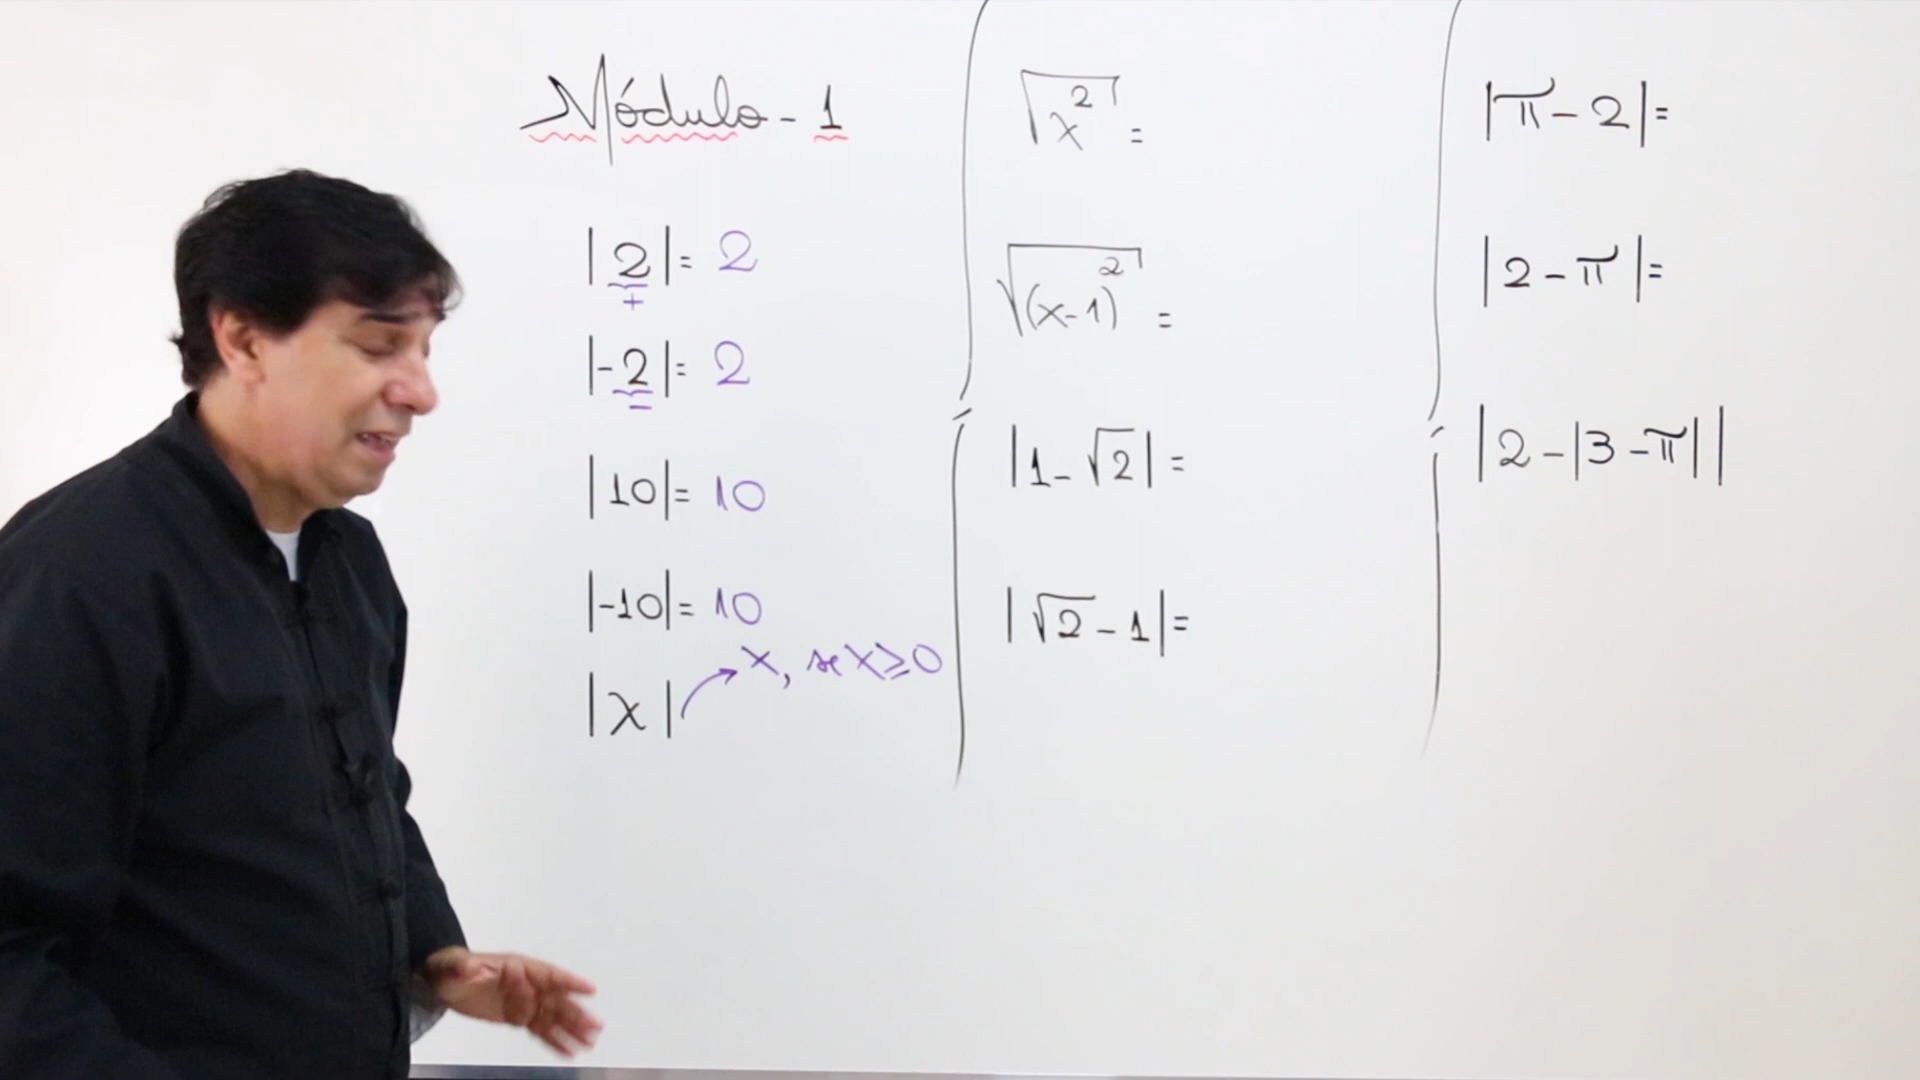 Módulo - 1
|2| = 2
+
|-2| = 2
-
|10| = 10
|-10| = 10
|x| → x, se x ≥ 0
√x² =
√(x-1)² =
|1 - √2| =
|√2 - 1| =
|π - 2| =
|2 - π| =
|2 - |3 - π||